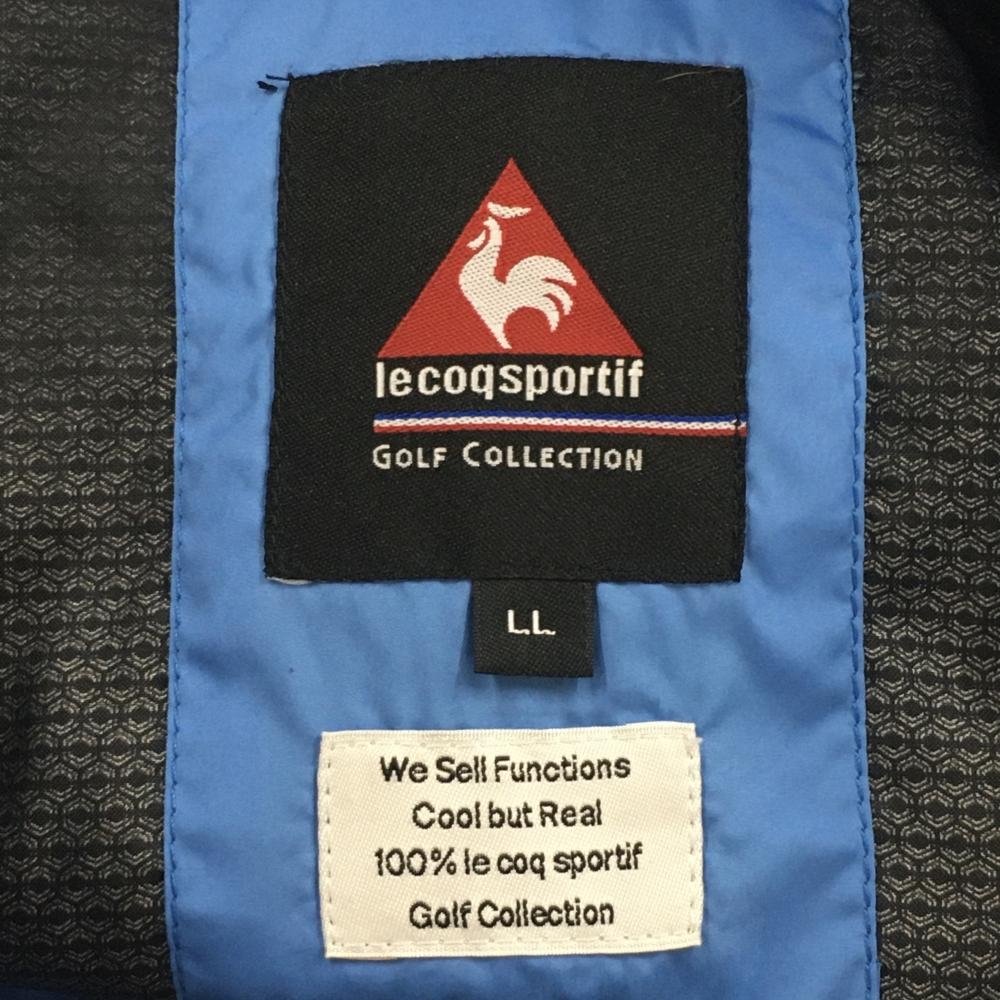 lecoqsportif
GOLF COLLECTION
LL
We Sell Functions
Cool but Real
100% le coq sportif
Golf Collection